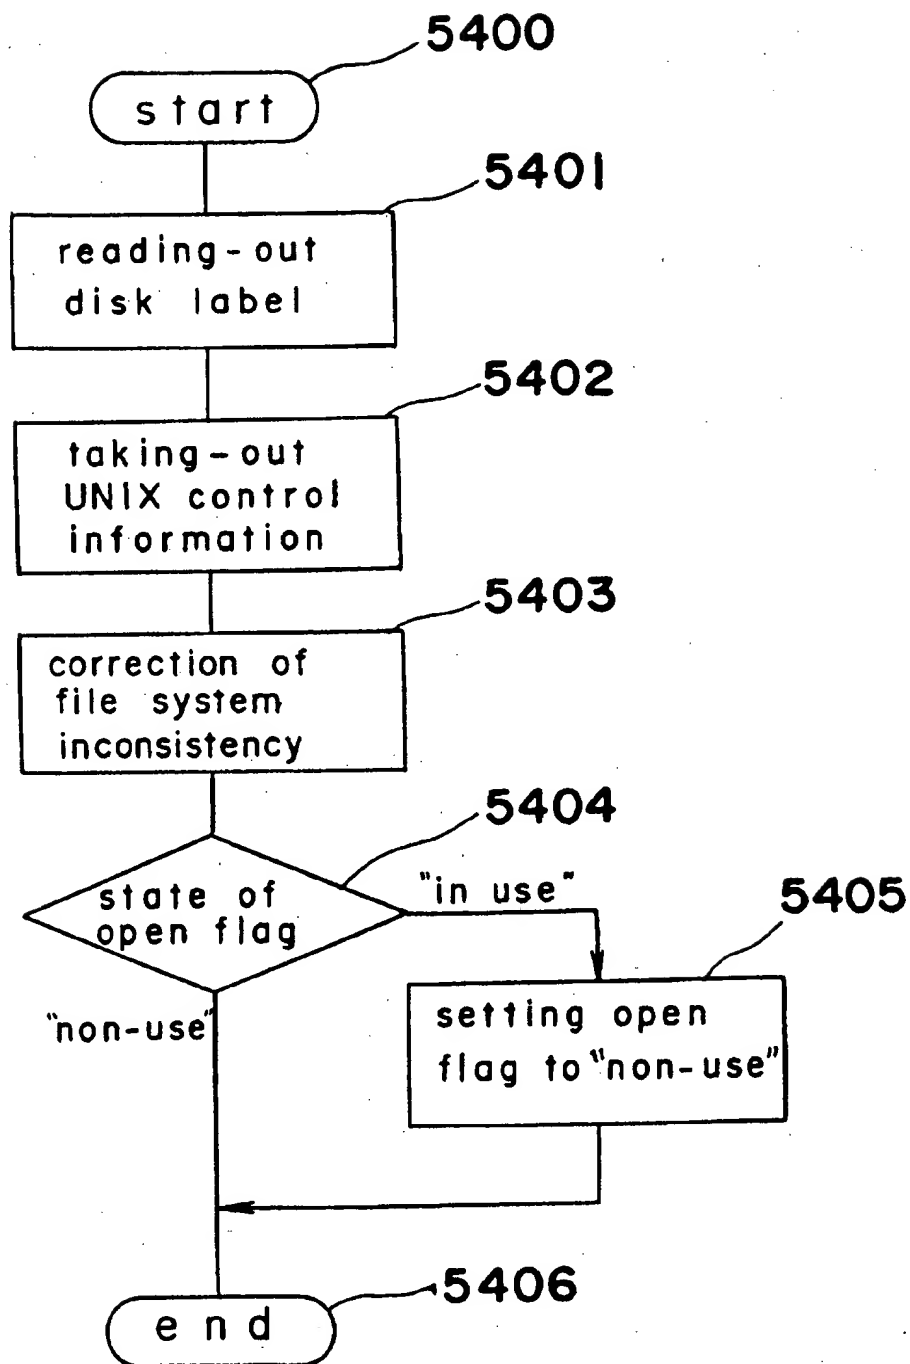 5400
start
5401
reading-out
disk label
5402
taking-out
UNIX control
information
5403
correction of
file system
inconsistency
5404
state of
open flag
"in use"
5405
"non-use"
setting open
flag to "non-use"
5406
end